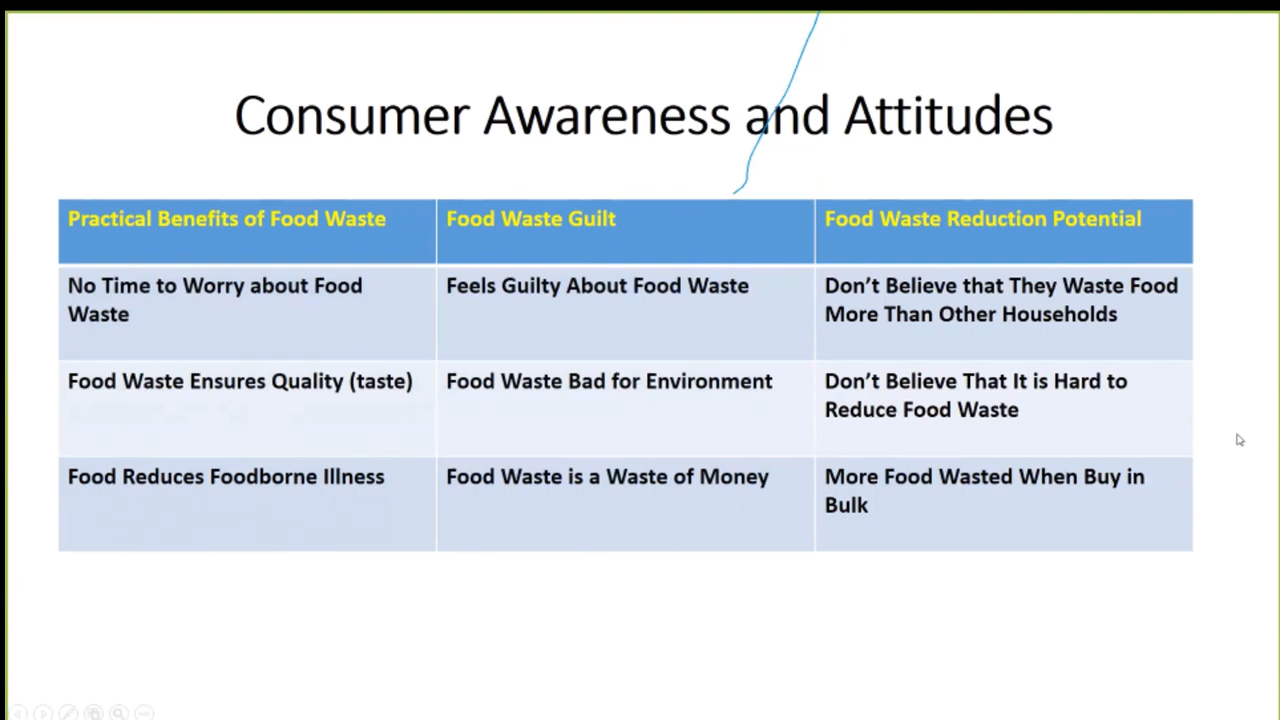 Consumer Awareness and Attitudes
Practical Benefits of Food Waste
Food Waste Guilt
Food Waste Reduction Potential
No Time to Worry about Food
Waste
Feels Guilty About Food Waste
Don’t Believe that They Waste Food
More Than Other Households
Food Waste Ensures Quality (taste)
Food Waste Bad for Environment
Don’t Believe That It is Hard to
Reduce Food Waste
Food Reduces Foodborne Illness
Food Waste is a Waste of Money
More Food Wasted When Buy in
Bulk